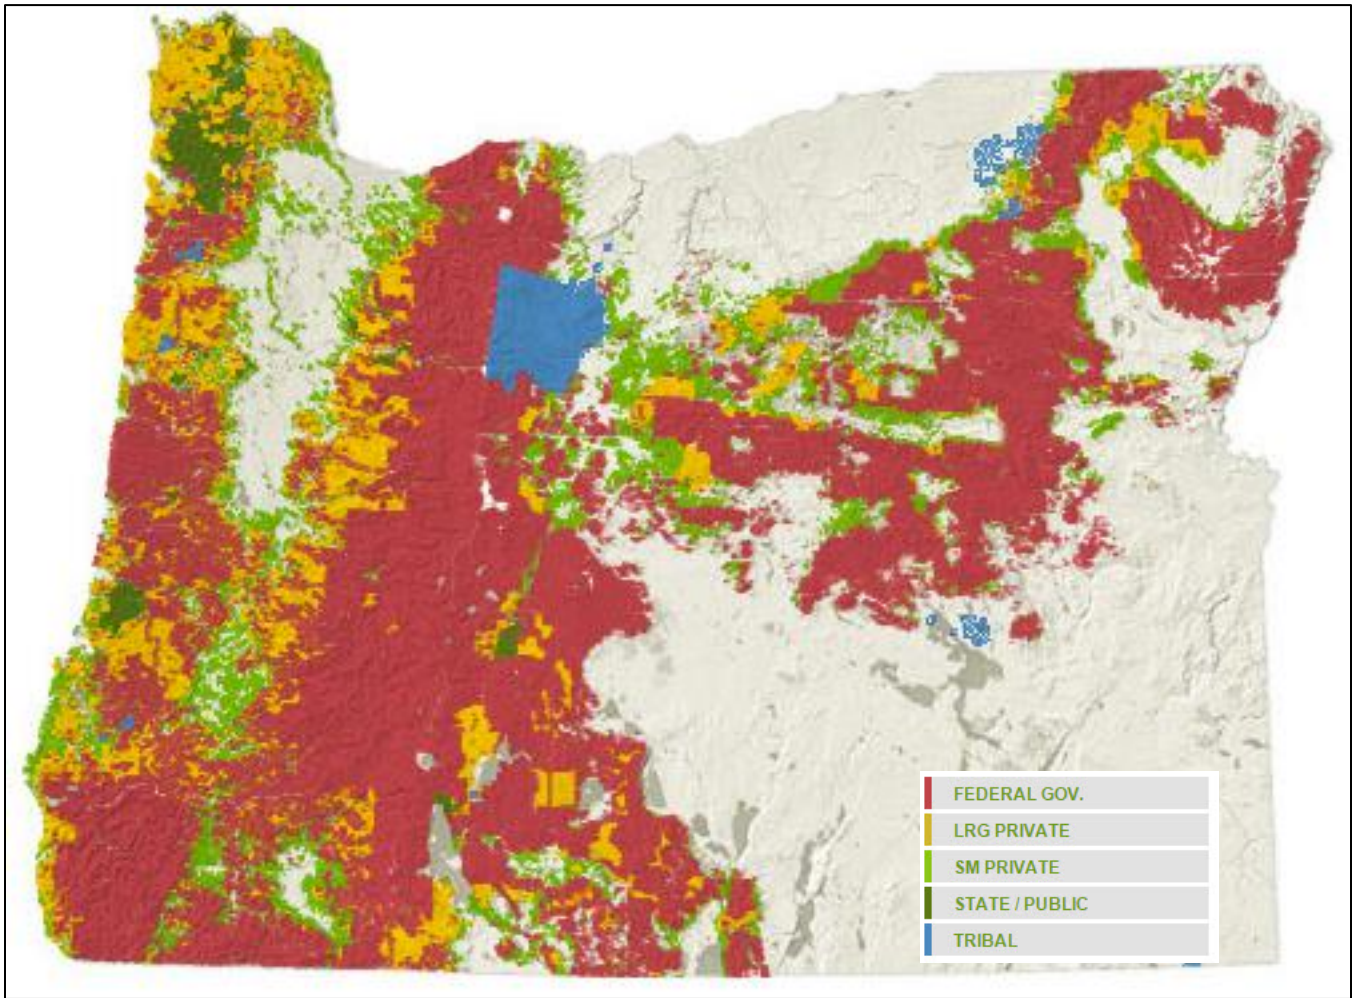 FEDERAL GOV.
LRG PRIVATE
SM PRIVATE
STATE / PUBLIC
TRIBAL